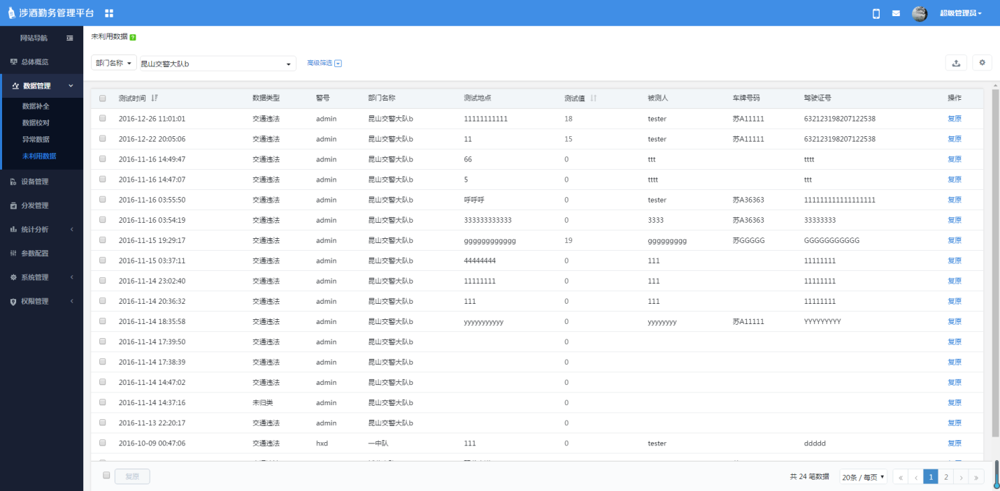 涉酒勤务管理平台
超级管理员
网站导航
总体概览
数据管理
数据补全
数据校对
异常数据
未利用数据
设备管理
分发管理
统计分析
参数配置
系统管理
权限管理
未利用数据 ?
部门名称 昆山交警大队b 高级筛选
测试时间 数据类型 警号 部门名称 测试地点 测试值 被测人 车牌号码 驾驶证号 操作
2016-12-26 11:01:01 交通违法 admin 昆山交警大队b 11111111111 18 tester 苏A11111 632123198207122538 复原
2016-12-22 20:05:06 交通违法 admin 昆山交警大队b 11 15 tester 苏A11111 632123198207122538 复原
2016-11-16 14:49:47 交通违法 admin 昆山交警大队b 66 0 ttt tttt 复原
2016-11-16 14:47:07 交通违法 admin 昆山交警大队b 5 0 tttt ttt 复原
2016-11-16 03:55:50 交通违法 admin 昆山交警大队b 呼呼呼 0 tester 苏A36363 111111111111111111 复原
2016-11-16 03:54:19 交通违法 admin 昆山交警大队b 333333333333 0 3333 苏A36363 33333333 复原
2016-11-15 19:29:17 交通违法 admin 昆山交警大队b gggggggggggg 19 ggggggggg 苏GGGGG GGGGGGGGGGG 复原
2016-11-15 03:37:11 交通违法 admin 昆山交警大队b 44444444 0 111 11111111 复原
2016-11-14 23:02:40 交通违法 admin 昆山交警大队b 11111111 0 111 11111111 复原
2016-11-14 20:36:32 交通违法 admin 昆山交警大队b 111 0 111 11111111 复原
2016-11-14 18:35:58 交通违法 admin 昆山交警大队b yyyyyyyyyyy 0 yyyyyyyy 苏A11111 YYYYYYYYY 复原
2016-11-14 17:39:50 交通违法 admin 昆山交警大队b 0 复原
2016-11-14 17:38:39 交通违法 admin 昆山交警大队b 0 复原
2016-11-14 14:47:02 交通违法 admin 昆山交警大队b 0 复原
2016-11-14 14:37:16 未归类 admin 昆山交警大队b 0 复原
2016-11-13 22:20:17 交通违法 admin 昆山交警大队b 0 复原
2016-10-09 00:47:06 交通违法 hxd 一中队 111 0 tester ddddd 复原
复原 共 24 笔数据 20条 / 每页 « ‹ 1 2 › »